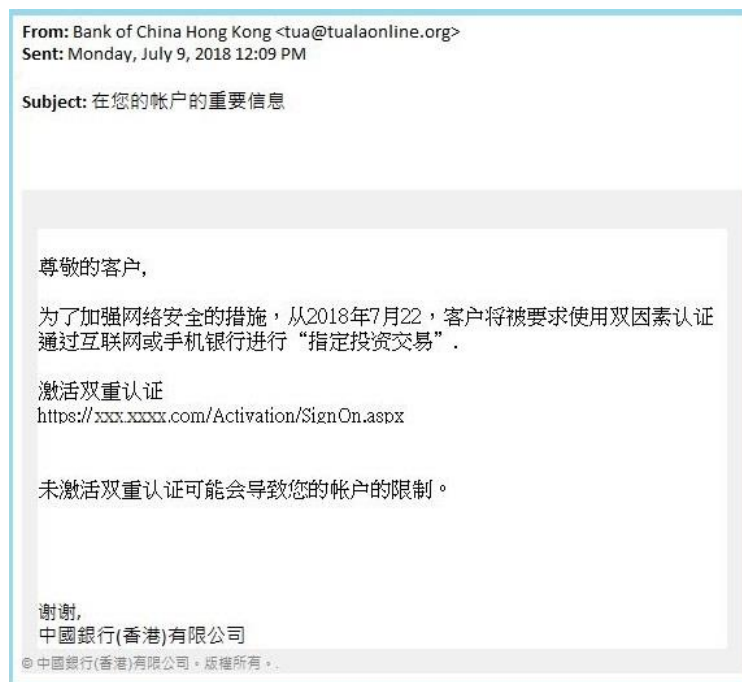 From: Bank of China Hong Kong <tua@tualaonline.org>
Sent: Monday, July 9, 2018 12:09 PM
Subject: 在您的帐户的重要信息
尊敬的客户,
为了加强网络安全的措施，从2018年7月22，客户将被要求使用双因素认证
通过互联网或手机银行进行“指定投资交易”.
激活双重认证
https://xxx.xxxx.com/Activation/SignOn.aspx
未激活双重认证可能会导致您的帐户的限制。
谢谢,
中國銀行(香港)有限公司
© 中國銀行(香港)有限公司。版權所有。.